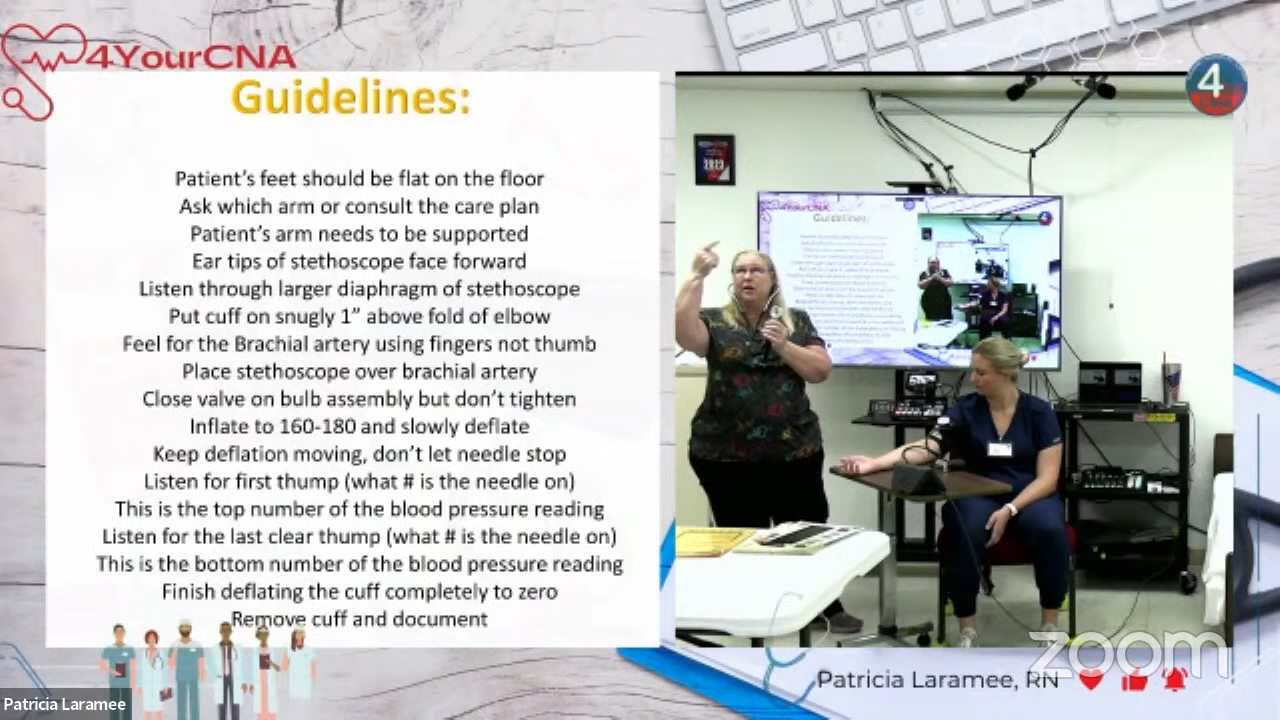 4YourCNA
Guidelines:
Patient's feet should be flat on the floor
Ask which arm or consult the care plan
Patient's arm needs to be supported
Ear tips of stethoscope face forward
Listen through larger diaphragm of stethoscope
Put cuff on snugly 1” above fold of elbow
Feel for the Brachial artery using fingers not thumb
Place stethoscope over brachial artery
Close valve on bulb assembly but don't tighten
Inflate to 160-180 and slowly deflate
Keep deflation moving, don't let needle stop
Listen for first thump (what # is the needle on)
This is the top number of the blood pressure reading
Listen for the last clear thump (what # is the needle on)
This is the bottom number of the blood pressure reading
Finish deflating the cuff completely to zero
Remove cuff and document
4
2023
4YourCNA
Guidelines:
zoom
Patricia Laramee, RN
Patricia Laramee